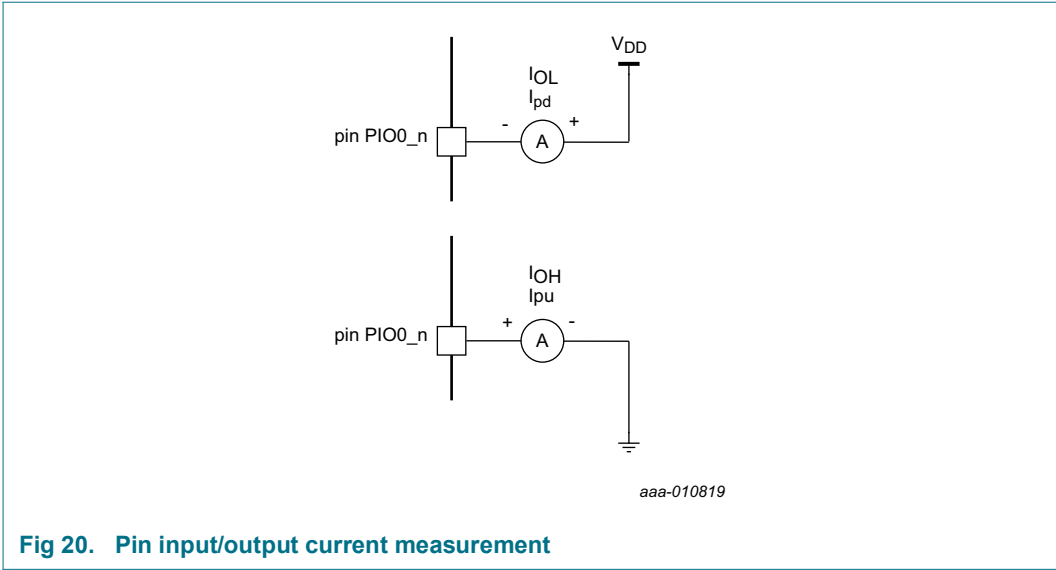 VDD
IOL
Ipd
- +
pin PIO0_n
A
IOH
Ipu
+ -
pin PIO0_n
A
aaa-010819
Fig 20. Pin input/output current measurement